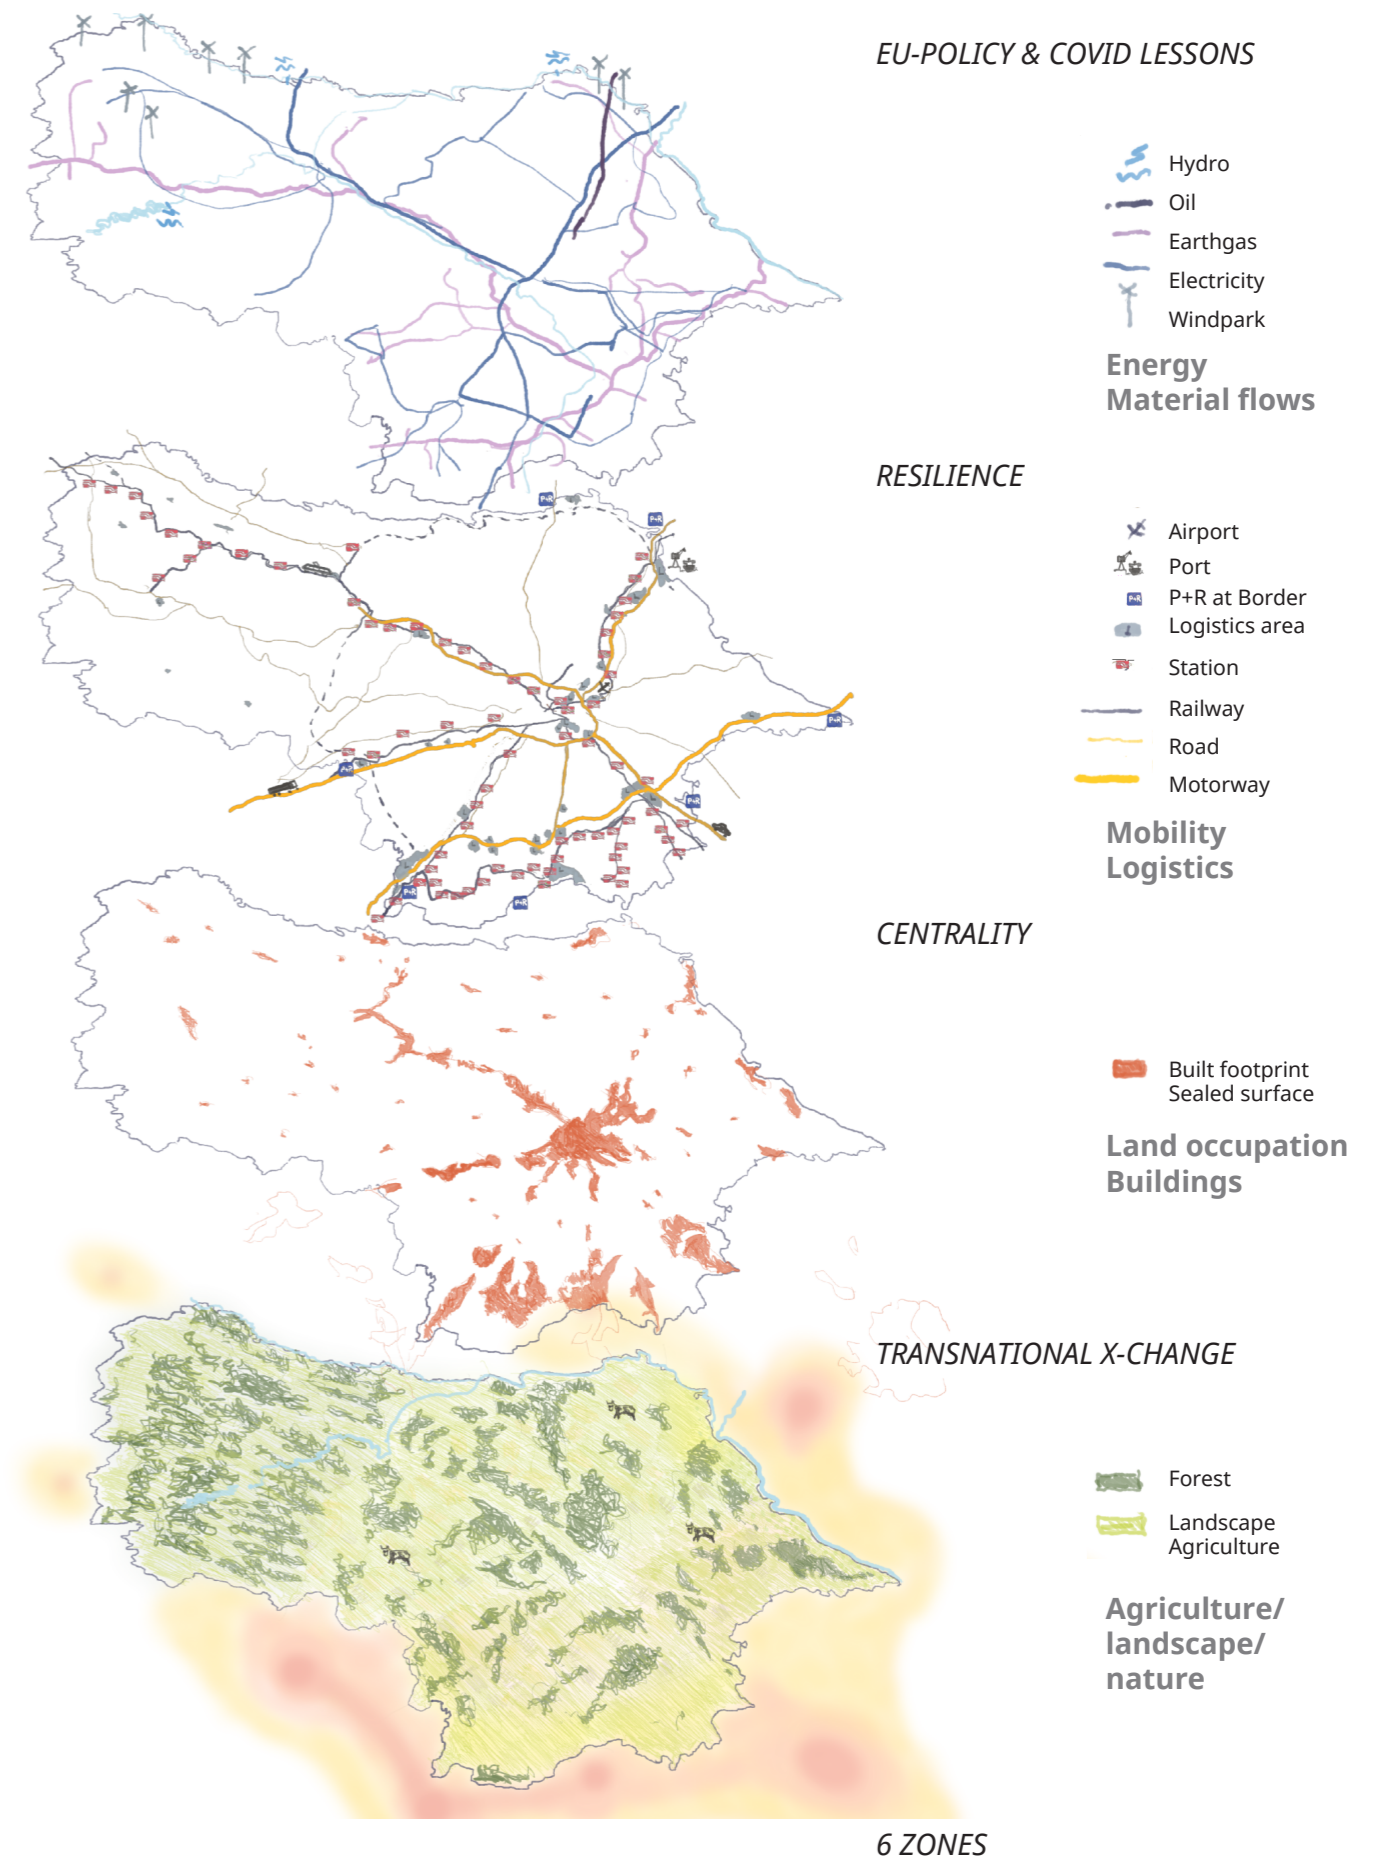 EU-POLICY & COVID LESSONS
Hydro
Oil
Earthgas
Electricity
Windpark
Energy
Material flows
RESILIENCE
Airport
Port
P+R at Border
Logistics area
Station
Railway
Road
Motorway
Mobility
Logistics
P+R
P+R
P+R
P+R
P+R
P+R
P+R
P+R
CENTRALITY
Built footprint
Sealed surface
Land occupation
Buildings
TRANSNATIONAL X-CHANGE
Forest
Landscape
Agriculture
Agriculture/
landscape/
nature
6 ZONES